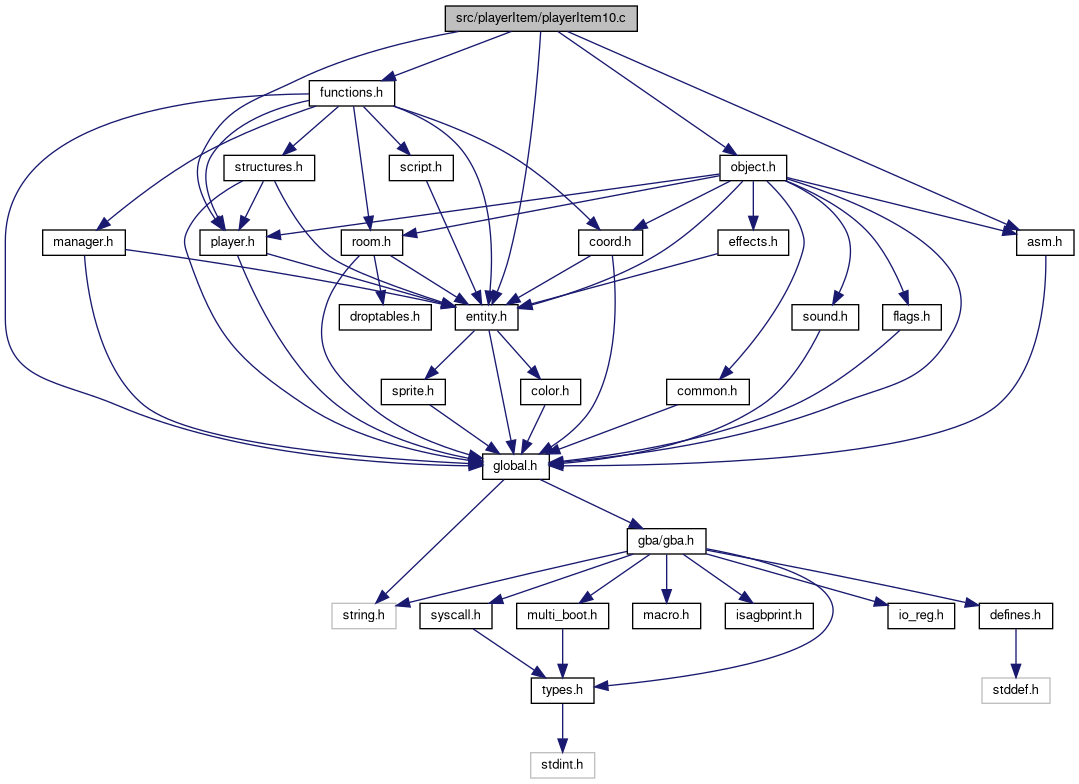 src/playerItem/playerItem10.c
functions.h
structures.h
script.h
object.h
manager.h
player.h
room.h
coord.h
effects.h
asm.h
droptables.h
entity.h
sound.h
flags.h
sprite.h
color.h
common.h
global.h
gba/gba.h
string.h
syscall.h
multi_boot.h
macro.h
isagbprint.h
io_reg.h
defines.h
types.h
stddef.h
stdint.h